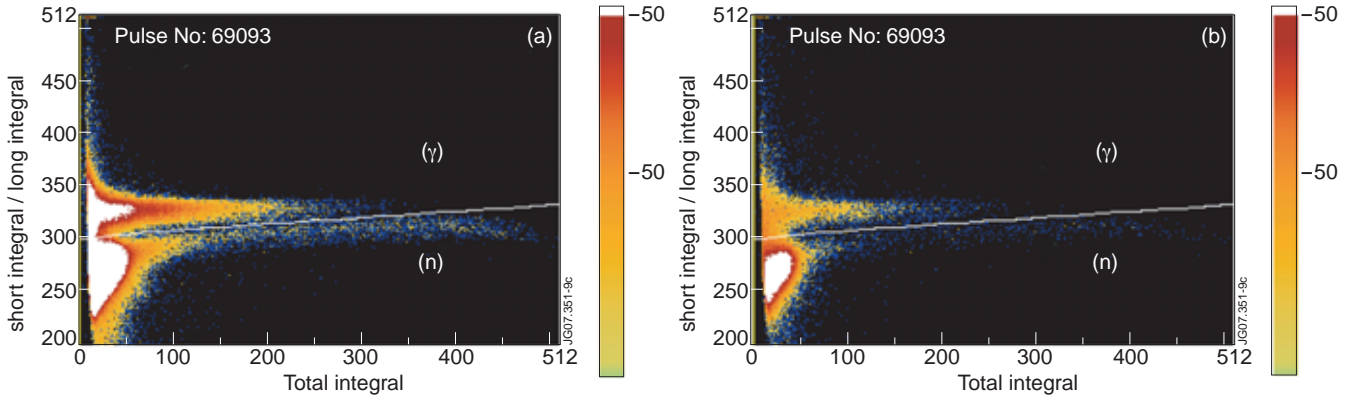 512
450
400
350
300
250
200
short integral / long integral
Pulse No: 69093
(a)
(γ)
(n)
JG07.351-9c
0
100
200
300
400
512
Total integral
−50
−50
512
450
400
350
300
250
200
short integral / long integral
Pulse No: 69093
(b)
(γ)
(n)
JG07.351-9c
0
100
200
300
400
512
Total integral
−50
−50